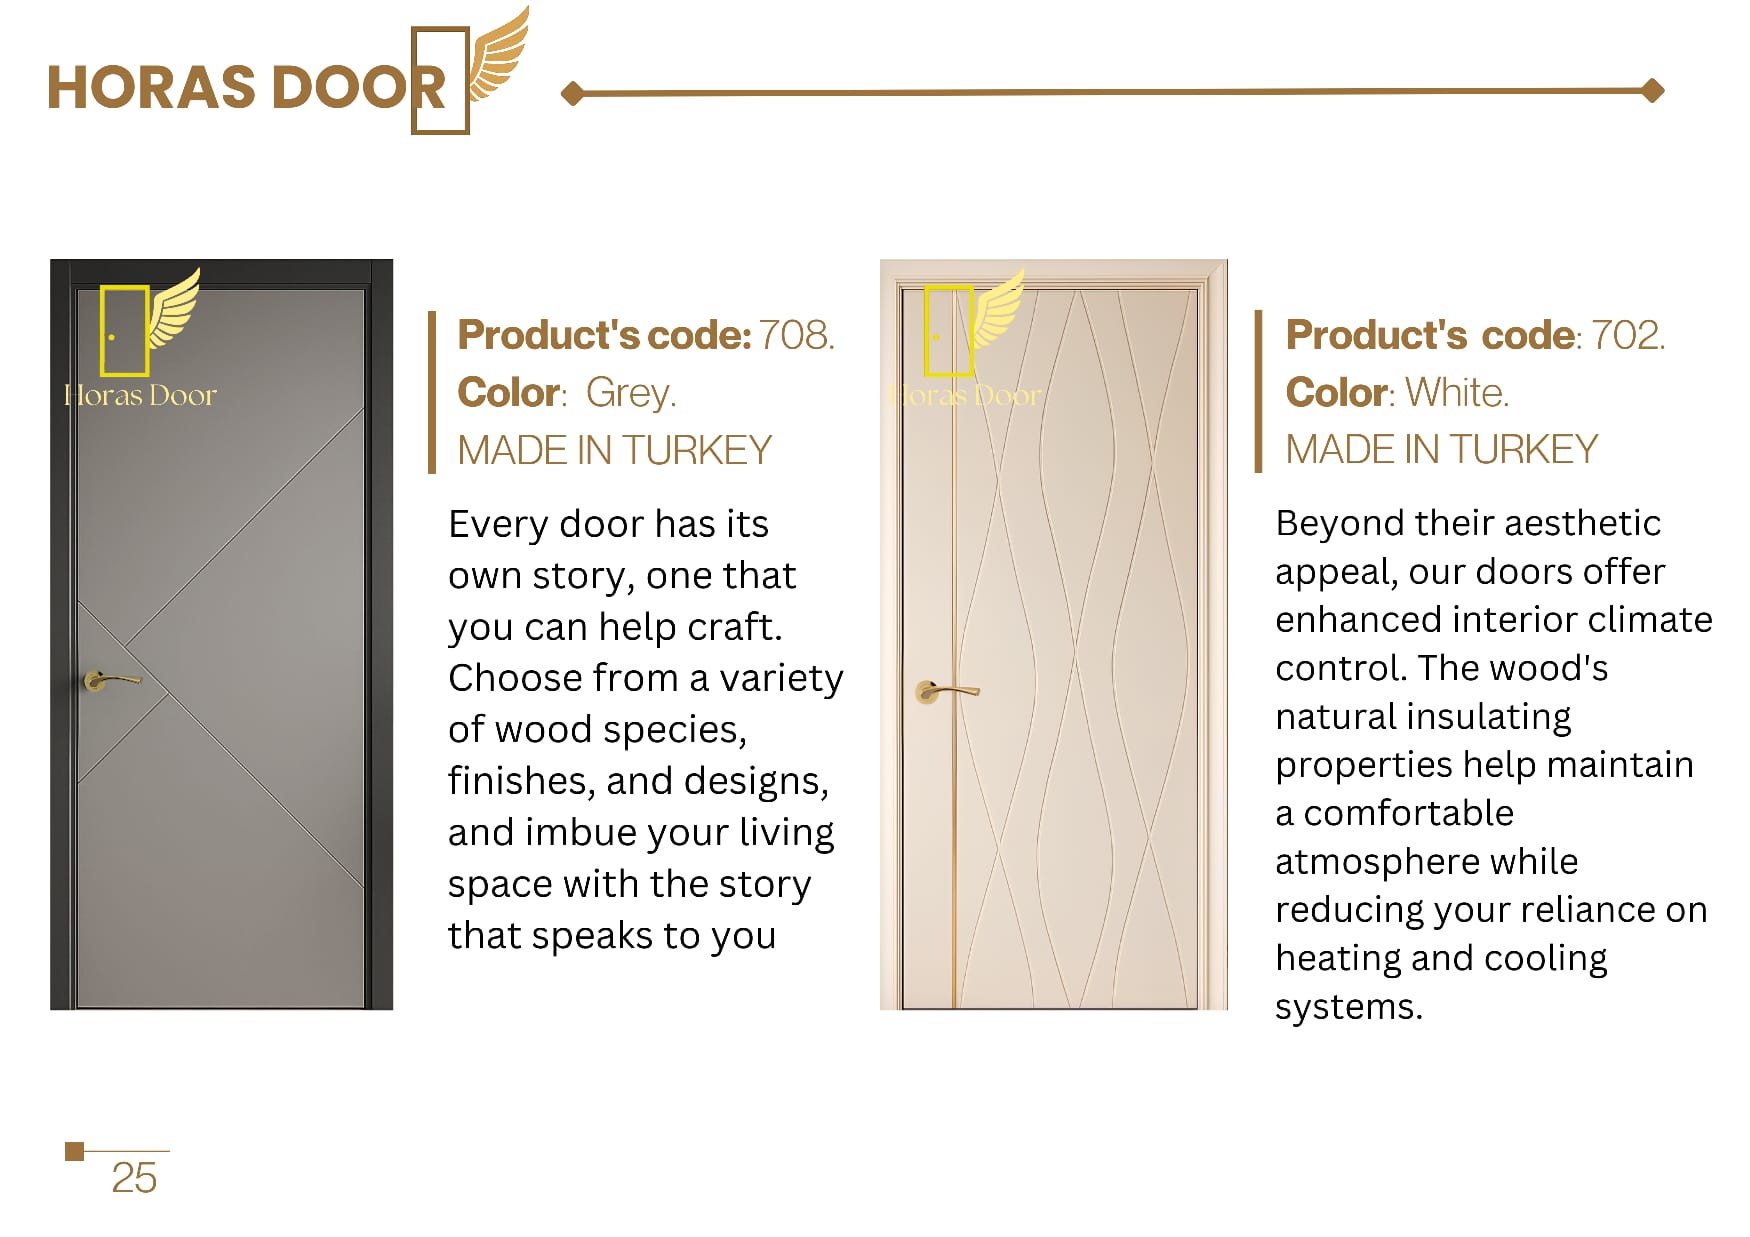 HORAS DOOR
Horas Door
Product's code: 708.
Color: Grey.
MADE IN TURKEY
Every door has its
own story, one that
you can help craft.
Choose from a variety
of wood species,
finishes, and designs,
and imbue your living
space with the story
that speaks to you
Horas Door
Product's code: 702.
Color: White.
MADE IN TURKEY
Beyond their aesthetic
appeal, our doors offer
enhanced interior climate
control. The wood's
natural insulating
properties help maintain
a comfortable
atmosphere while
reducing your reliance on
heating and cooling
systems.
25